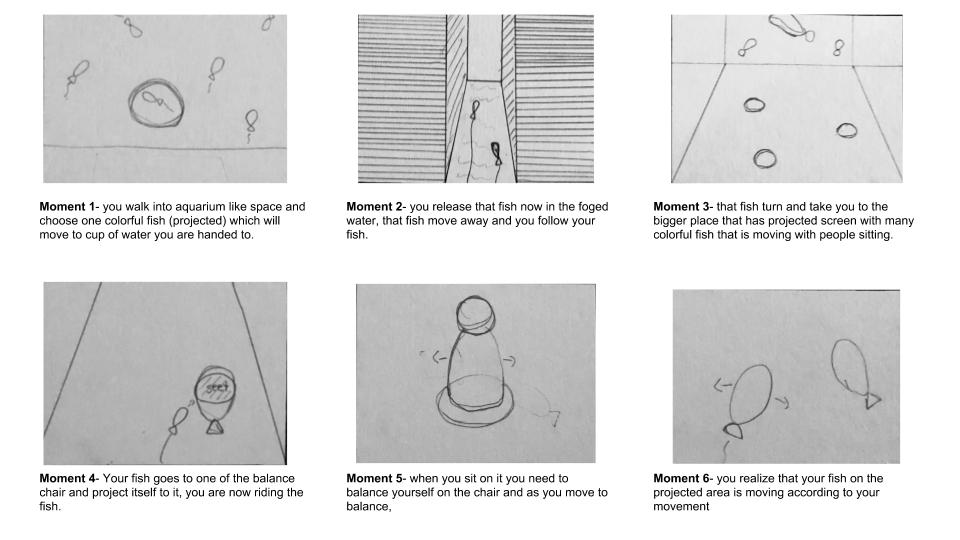 Moment 1- you walk into aquarium like space and
choose one colorful fish (projected) which will
move to cup of water you are handed to.
Moment 2- you release that fish now in the foged
water, that fish move away and you follow your
fish.
Moment 3- that fish turn and take you to the
bigger place that has projected screen with many
colorful fish that is moving with people sitting.
seet
Moment 4- Your fish goes to one of the balance
chair and project itself to it, you are now riding the
fish.
Moment 5- when you sit on it you need to
balance yourself on the chair and as you move to
balance,
Moment 6- you realize that your fish on the
projected area is moving according to your
movement